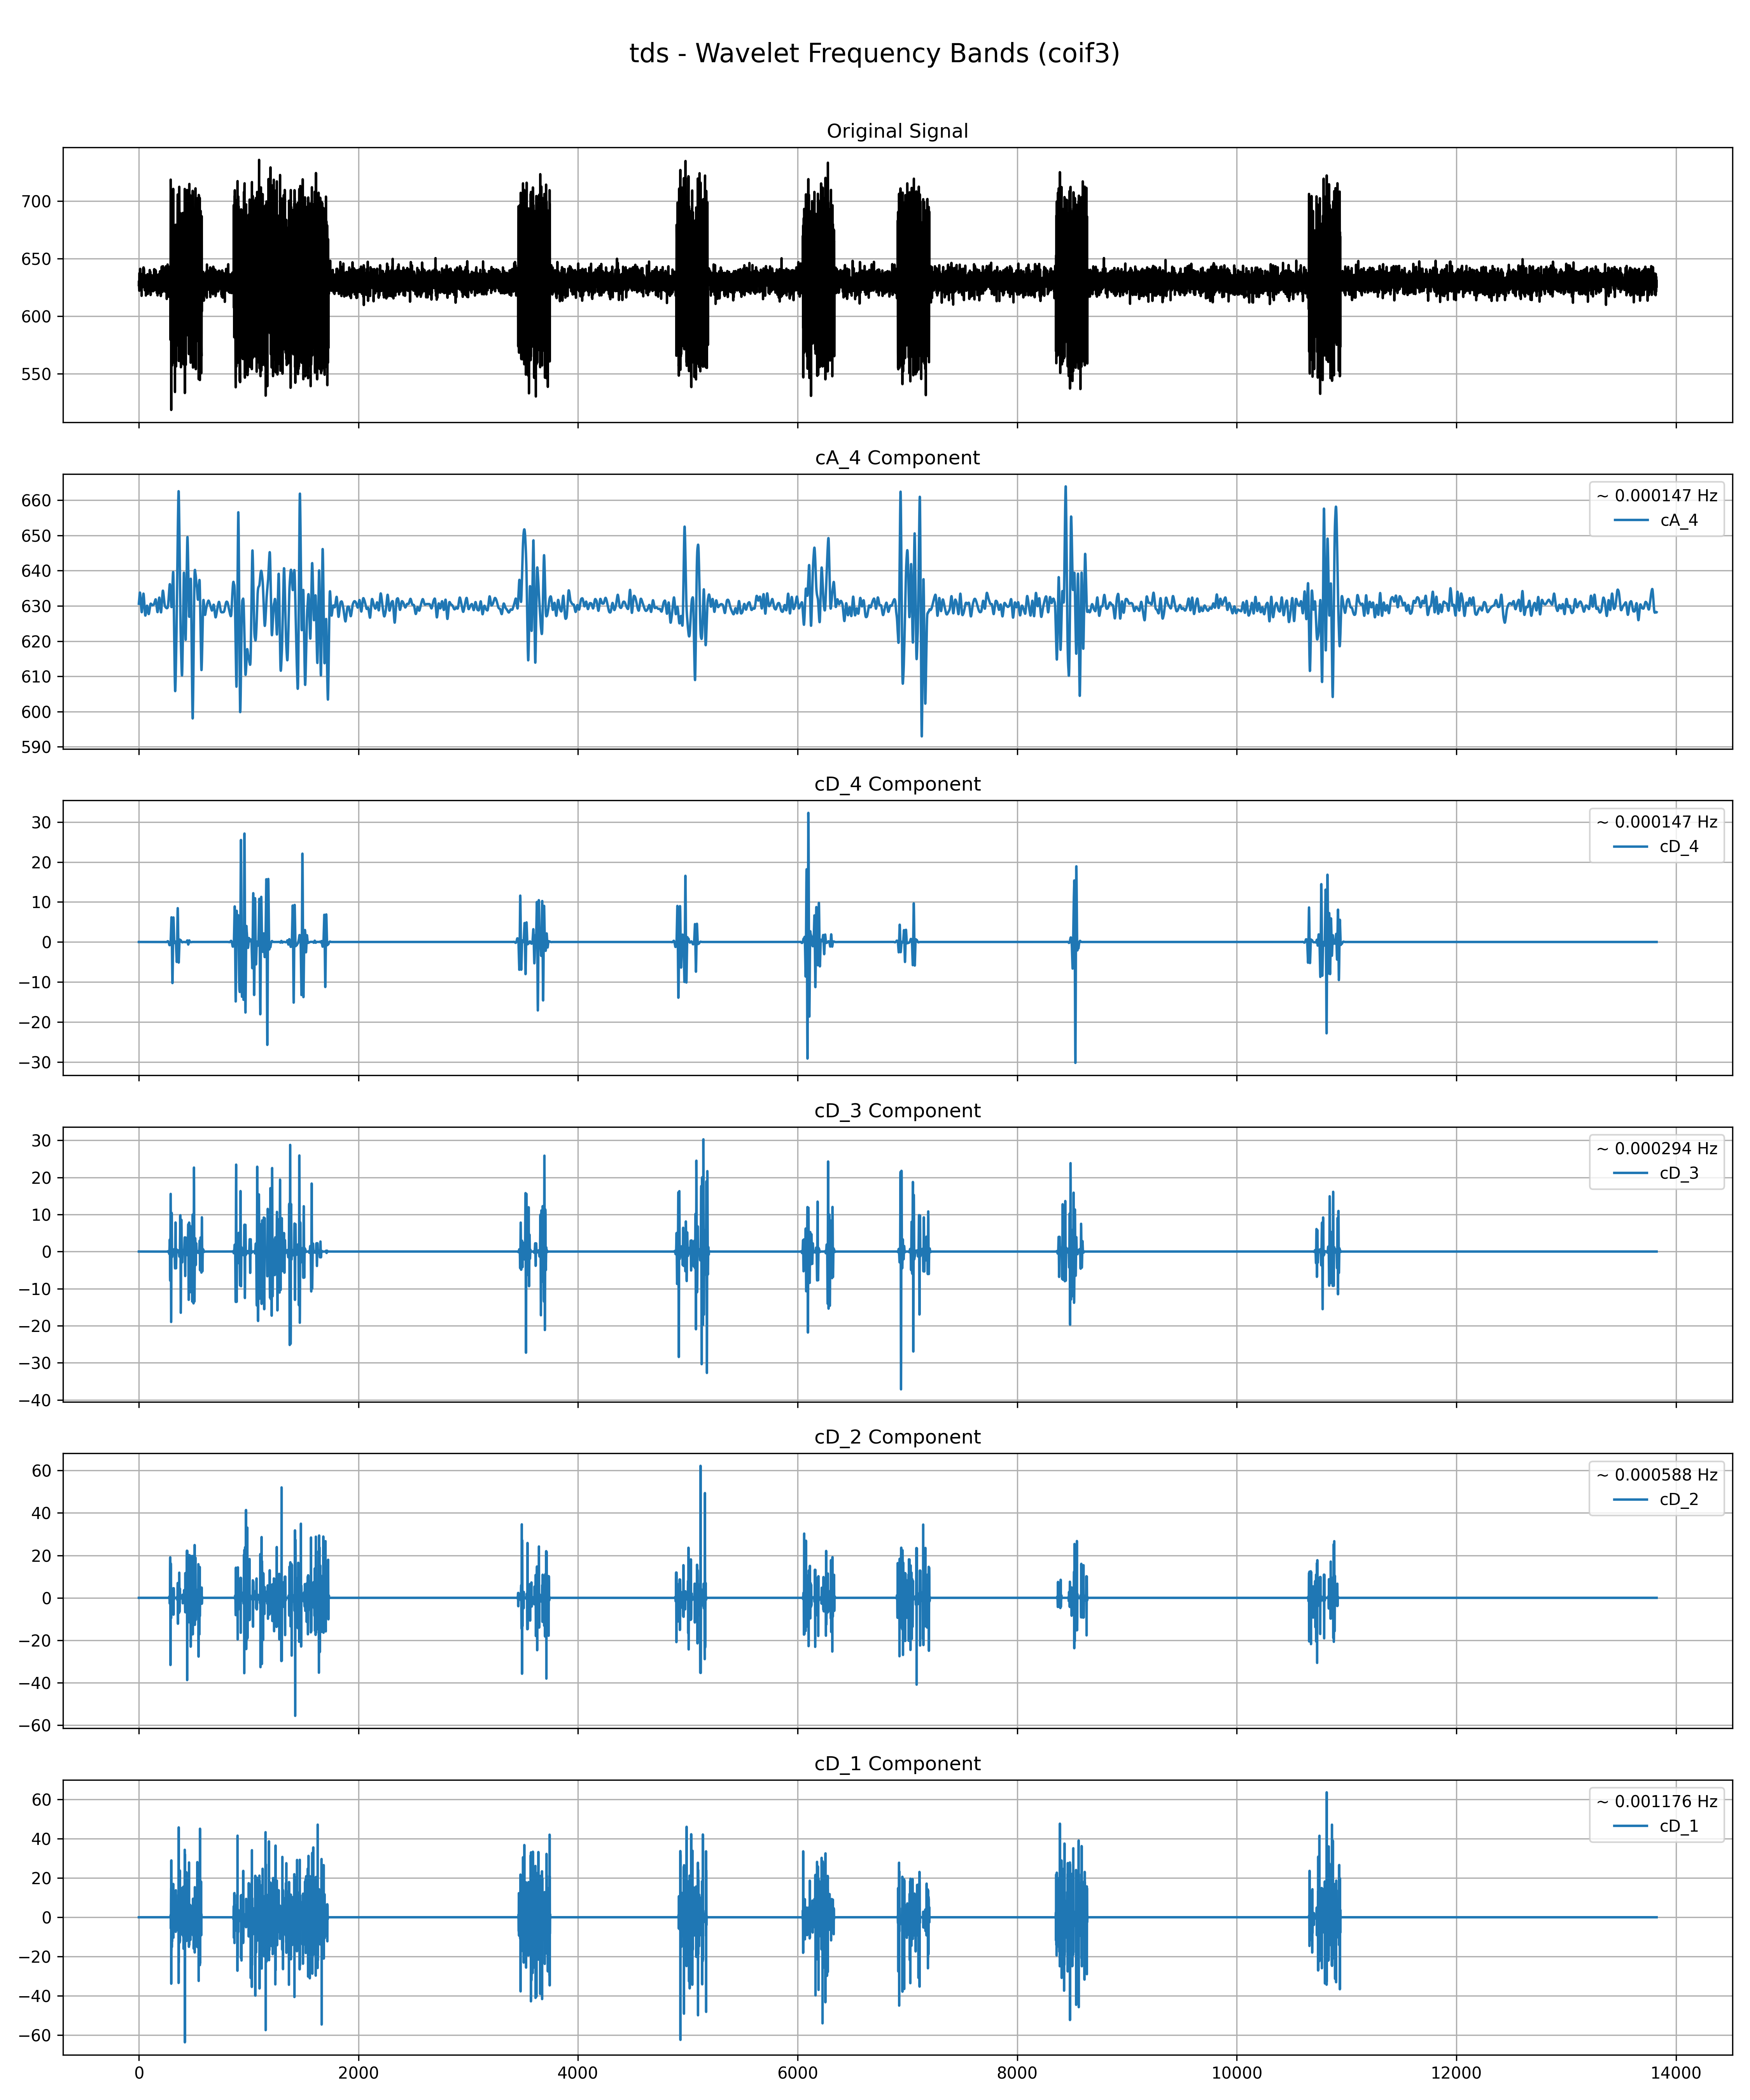 tds - Wavelet Frequency Bands (coif3)
Original Signal
700
650
600
550
cA_4 Component
660
650
640
630
620
610
600
590
~ 0.000147 Hz
cA_4
cD_4 Component
30
20
10
0
−10
−20
−30
~ 0.000147 Hz
cD_4
cD_3 Component
30
20
10
0
−10
−20
−30
−40
~ 0.000294 Hz
cD_3
cD_2 Component
60
40
20
0
−20
−40
−60
~ 0.000588 Hz
cD_2
cD_1 Component
60
40
20
0
−20
−40
−60
~ 0.001176 Hz
cD_1
0 2000 4000 6000 8000 10000 12000 14000